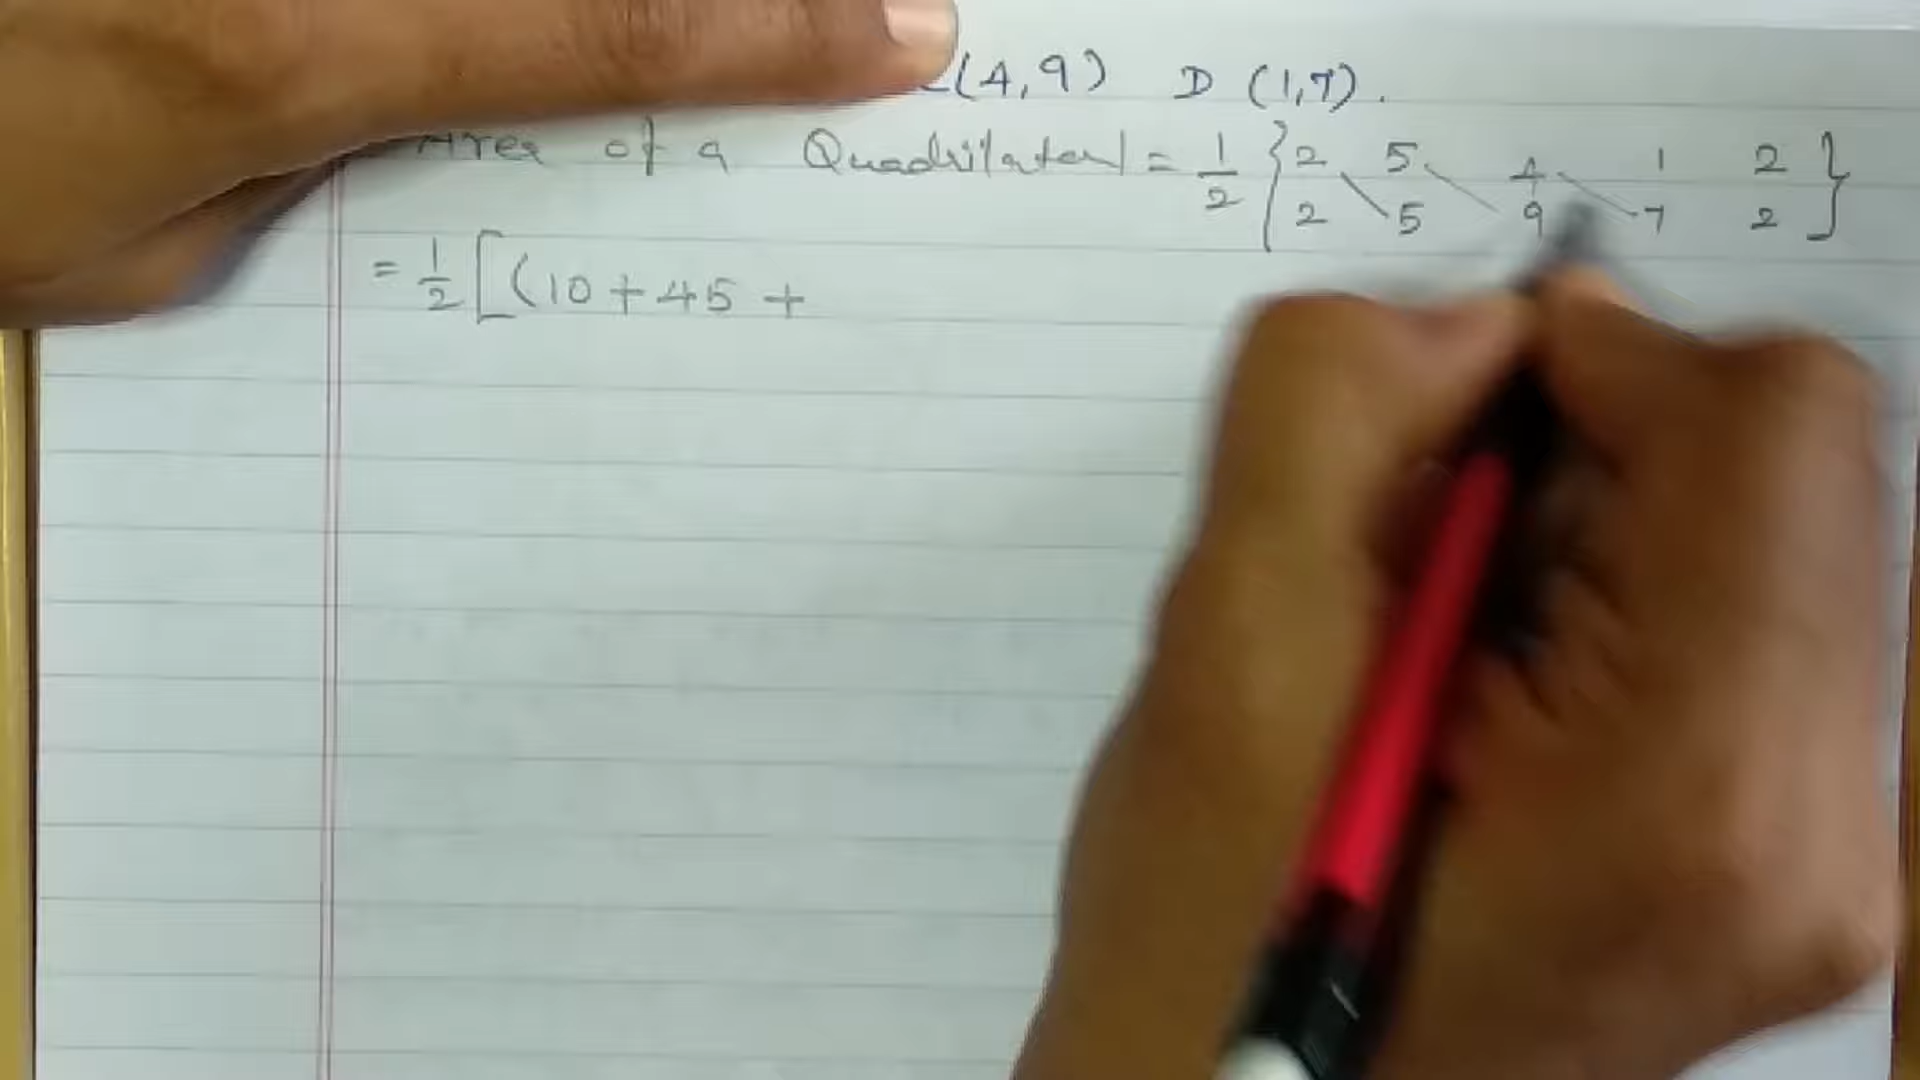 (4,9) D (1,7).
Area of a Quadrilateral = 1/2 { 2 5 4 1 2
2 5 9 7 2 }
= 1/2 [(10 + 45 +